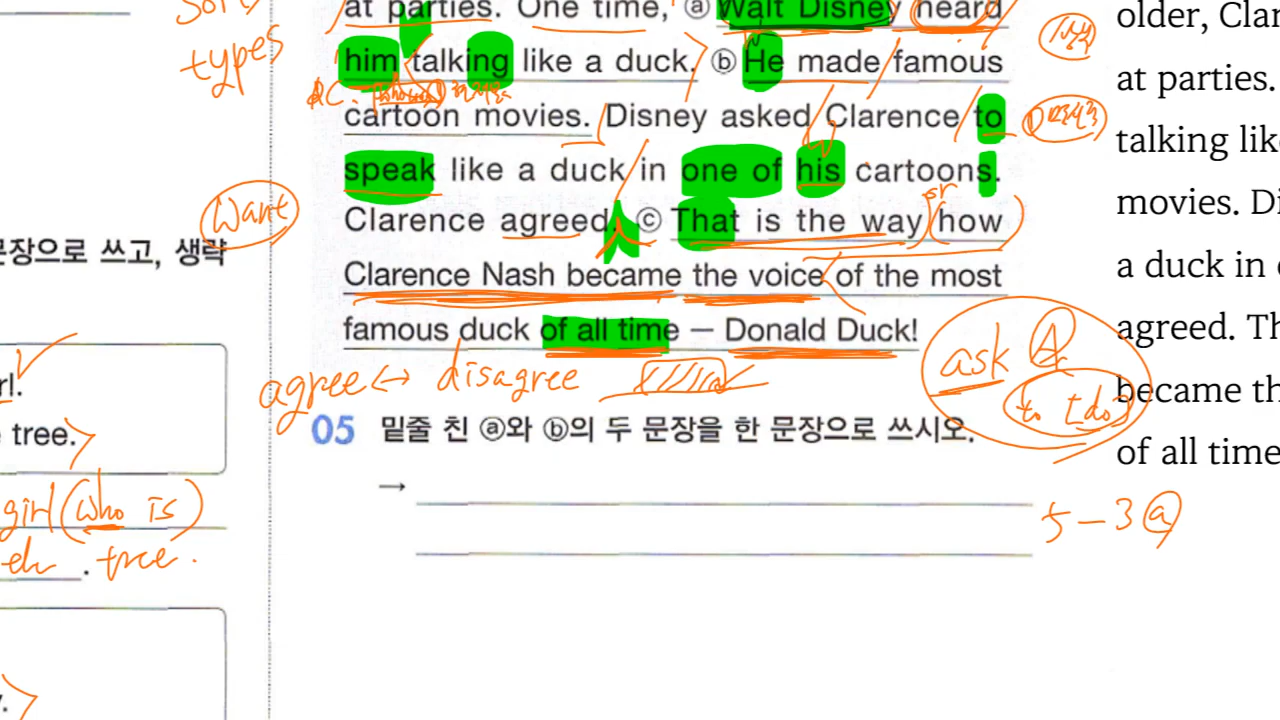 sort
types
at parties. One time, ⓐ Walt Disney heard
him talking like a duck. ⓑ He made famous
cartoon movies. Disney asked Clarence to
speak like a duck in one of his cartoons.
or
Clarence agreed. ⓒ That is the way how
Clarence Nash became the voice of the most
famous duck of all time – Donald Duck!
want
agree ↔ disagree
ask A
to [do]
05 밑줄 친 ⓐ와 ⓑ의 두 문장을 한 문장으로 쓰시오.
→
5-3 ⓐ
문장으로 쓰고, 생략
rl!
tree.
girl (who is)
tree.
older, Clar
at parties.
talking lik
movies. Di
a duck in
agreed. Th
became th
of all time